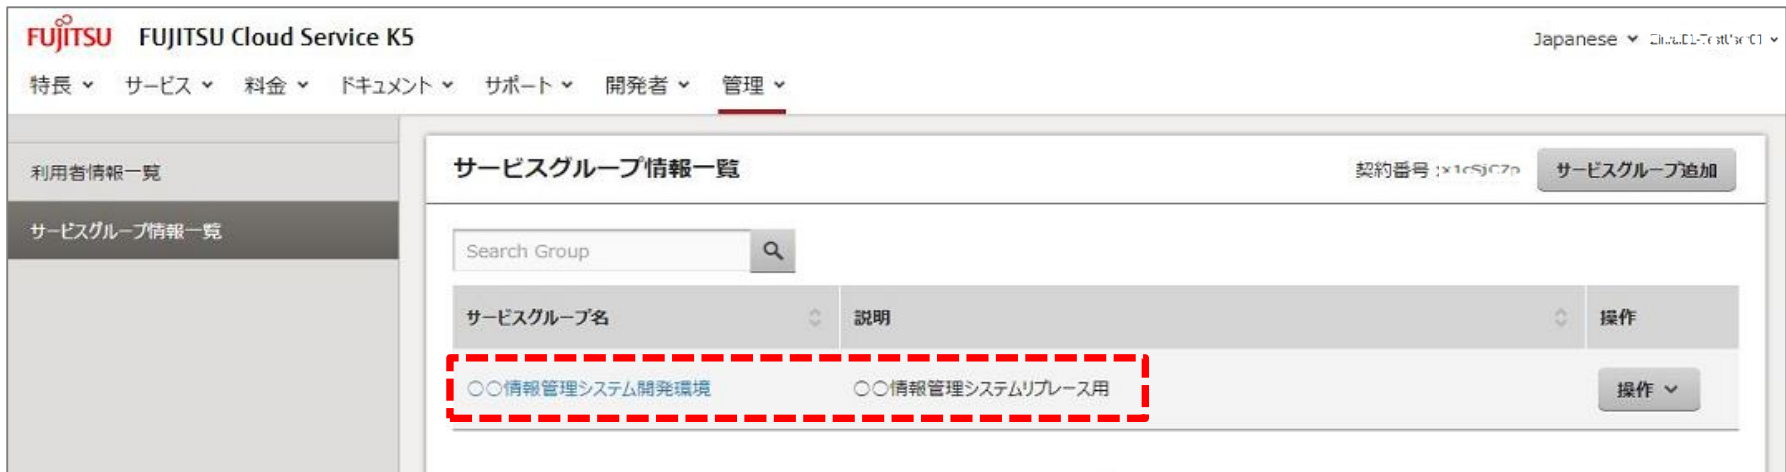 FUJITSU FUJITSU Cloud Service K5
Japanese
特長 サービス 料金 ドキュメント サポート 開発者 管理
利用者情報一覧
サービスグループ情報一覧
サービスグループ情報一覧
契約番号 : サービスグループ追加
Search Group
サービスグループ名 説明 操作
○○情報管理システム開発環境 ○○情報管理システムリプレース用 操作